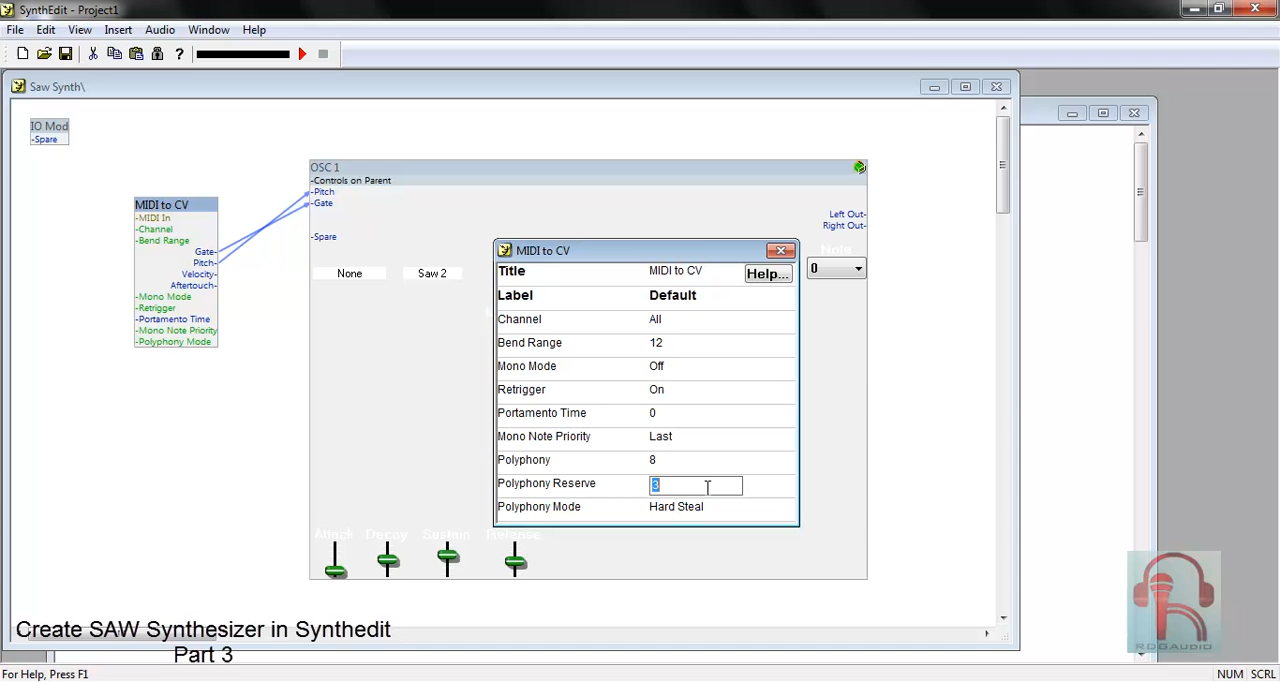 SynthEdit - Project1
File Edit View Insert Audio Window Help
Saw Synth\
IO Mod
-Spare
MIDI to CV
-MIDI In
-Channel
-Bend Range
Gate-
Pitch-
Velocity-
Aftertouch-
-Mono Mode
-Retrigger
-Portamento Time
-Mono Note Priority
-Polyphony Mode
OSC 1
-Controls on Parent
-Pitch
-Gate
-Spare
Left Out-
Right Out-
None Saw 2
0
MIDI to CV
Title MIDI to CV Help...
Label Default
Channel All
Bend Range 12
Mono Mode Off
Retrigger On
Portamento Time 0
Mono Note Priority Last
Polyphony 8
Polyphony Reserve 3
Polyphony Mode Hard Steal
Attack Decay Sustain Release
Create SAW Synthesizer in Synthedit
Part 3
RDGAUDIO
For Help, Press F1
NUM SCRL